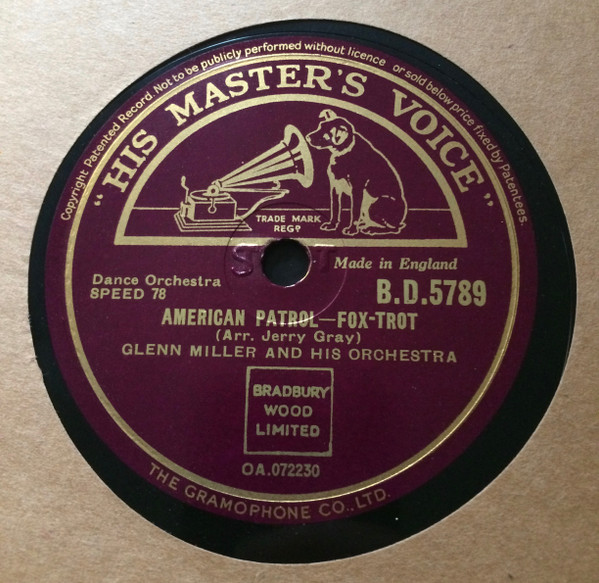 Copyright Patented Record. Not to be publicly performed without licence or sold below price fixed by Patentees.
"HIS MASTER'S VOICE"
TRADE MARK
REGD
Made in England
Dance Orchestra
SPEED 78
B.D.5789
AMERICAN PATROL—FOX-TROT
(Arr. Jerry Gray)
GLENN MILLER AND HIS ORCHESTRA
BRADBURY
WOOD
LIMITED
OA.072230
THE GRAMOPHONE CO., LTD.